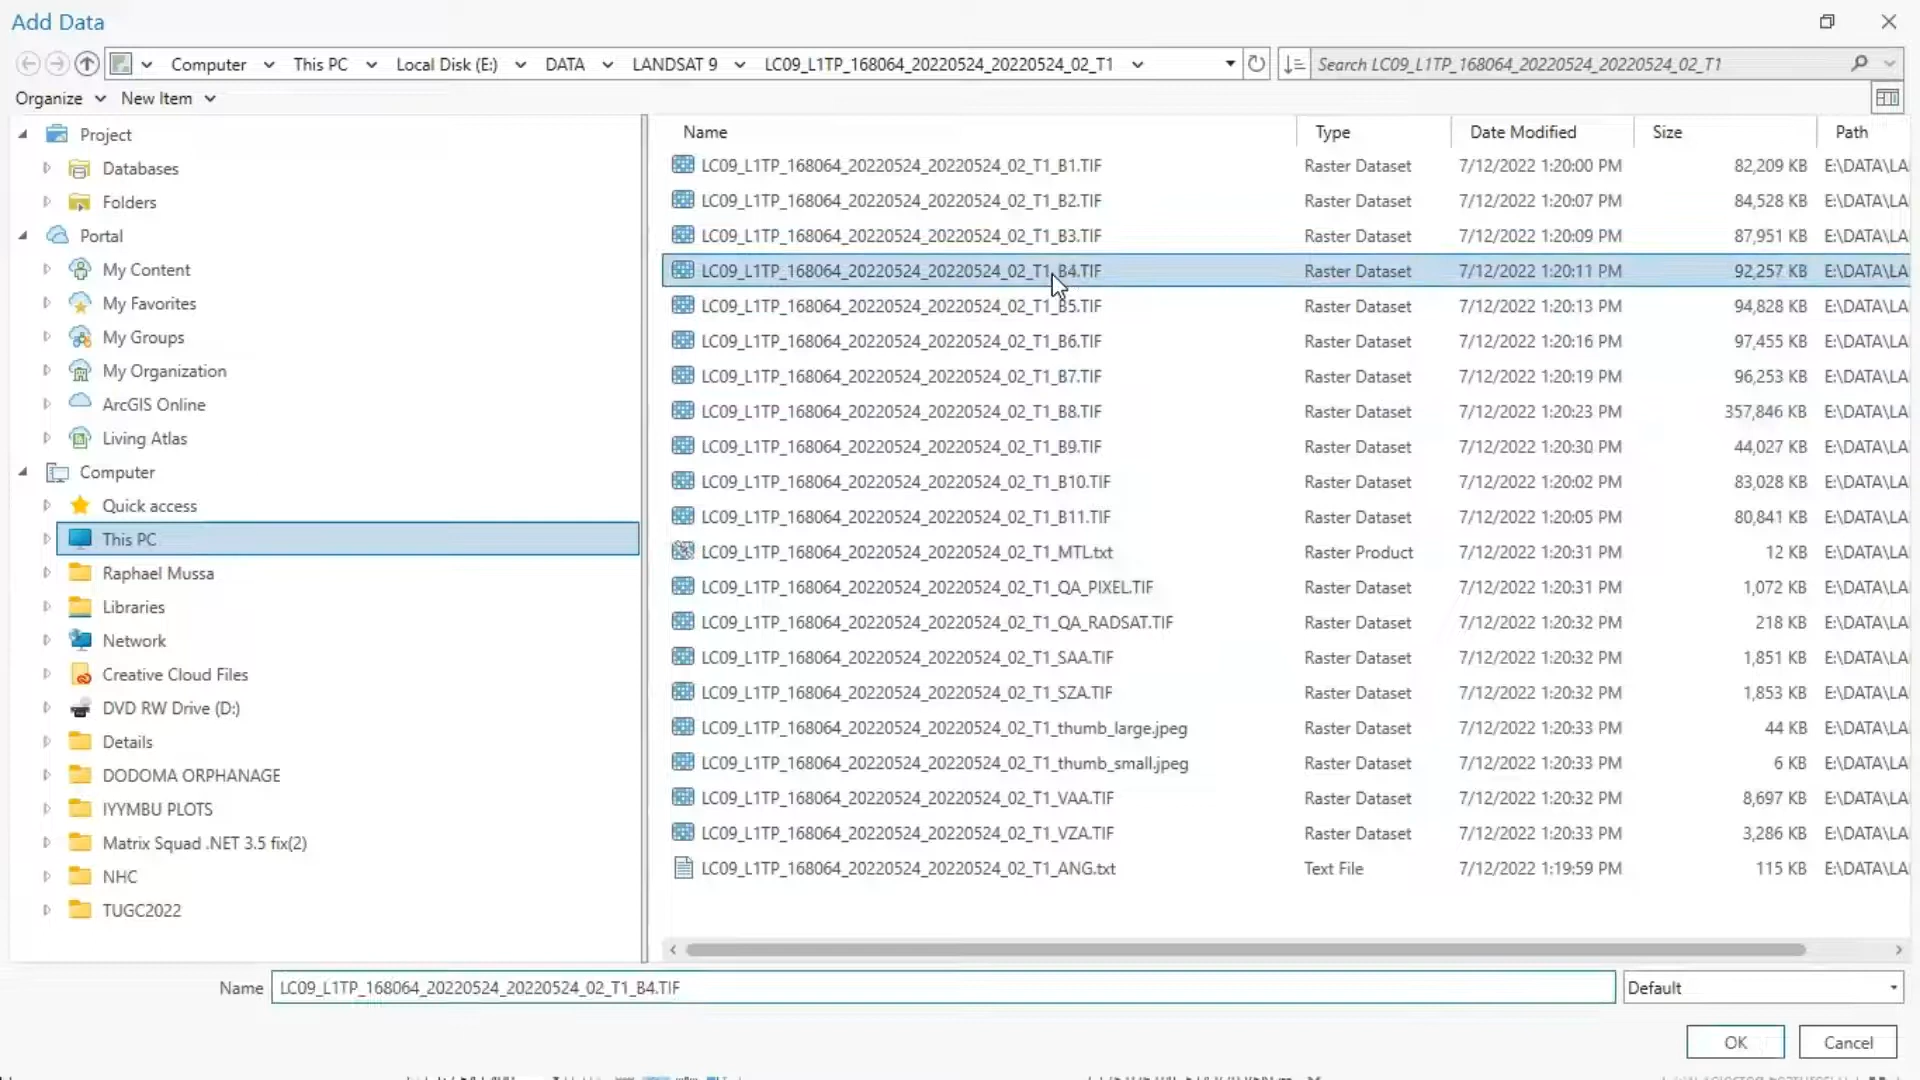 Add Data
Computer This PC Local Disk (E:) DATA LANDSAT 9 LC09_L1TP_168064_20220524_20220524_02_T1 Search LC09_L1TP_168064_20220524_20220524_02_T1
Organize New Item
Project
Databases
Folders
Portal
My Content
My Favorites
My Groups
My Organization
ArcGIS Online
Living Atlas
Computer
Quick access
This PC
Raphael Mussa
Libraries
Network
Creative Cloud Files
DVD RW Drive (D:)
Details
DODOMA ORPHANAGE
IYYMBU PLOTS
Matrix Squad .NET 3.5 fix(2)
NHC
TUGC2022
Name Type Date Modified Size Path
LC09_L1TP_168064_20220524_20220524_02_T1_B1.TIF Raster Dataset 7/12/2022 1:20:00 PM 82,209 KB E:\DATA\LA
LC09_L1TP_168064_20220524_20220524_02_T1_B2.TIF Raster Dataset 7/12/2022 1:20:07 PM 84,528 KB E:\DATA\LA
LC09_L1TP_168064_20220524_20220524_02_T1_B3.TIF Raster Dataset 7/12/2022 1:20:09 PM 87,951 KB E:\DATA\LA
LC09_L1TP_168064_20220524_20220524_02_T1_B4.TIF Raster Dataset 7/12/2022 1:20:11 PM 92,257 KB E:\DATA\LA
LC09_L1TP_168064_20220524_20220524_02_T1_B5.TIF Raster Dataset 7/12/2022 1:20:13 PM 94,828 KB E:\DATA\LA
LC09_L1TP_168064_20220524_20220524_02_T1_B6.TIF Raster Dataset 7/12/2022 1:20:16 PM 97,455 KB E:\DATA\LA
LC09_L1TP_168064_20220524_20220524_02_T1_B7.TIF Raster Dataset 7/12/2022 1:20:19 PM 96,253 KB E:\DATA\LA
LC09_L1TP_168064_20220524_20220524_02_T1_B8.TIF Raster Dataset 7/12/2022 1:20:23 PM 357,846 KB E:\DATA\LA
LC09_L1TP_168064_20220524_20220524_02_T1_B9.TIF Raster Dataset 7/12/2022 1:20:30 PM 44,027 KB E:\DATA\LA
LC09_L1TP_168064_20220524_20220524_02_T1_B10.TIF Raster Dataset 7/12/2022 1:20:02 PM 83,028 KB E:\DATA\LA
LC09_L1TP_168064_20220524_20220524_02_T1_B11.TIF Raster Dataset 7/12/2022 1:20:05 PM 80,841 KB E:\DATA\LA
LC09_L1TP_168064_20220524_20220524_02_T1_MTL.txt Raster Product 7/12/2022 1:20:31 PM 12 KB E:\DATA\LA
LC09_L1TP_168064_20220524_20220524_02_T1_QA_PIXEL.TIF Raster Dataset 7/12/2022 1:20:31 PM 1,072 KB E:\DATA\LA
LC09_L1TP_168064_20220524_20220524_02_T1_QA_RADSAT.TIF Raster Dataset 7/12/2022 1:20:32 PM 218 KB E:\DATA\LA
LC09_L1TP_168064_20220524_20220524_02_T1_SAA.TIF Raster Dataset 7/12/2022 1:20:32 PM 1,851 KB E:\DATA\LA
LC09_L1TP_168064_20220524_20220524_02_T1_SZA.TIF Raster Dataset 7/12/2022 1:20:32 PM 1,853 KB E:\DATA\LA
LC09_L1TP_168064_20220524_20220524_02_T1_thumb_large.jpeg Raster Dataset 7/12/2022 1:20:33 PM 44 KB E:\DATA\LA
LC09_L1TP_168064_20220524_20220524_02_T1_thumb_small.jpeg Raster Dataset 7/12/2022 1:20:33 PM 6 KB E:\DATA\LA
LC09_L1TP_168064_20220524_20220524_02_T1_VAA.TIF Raster Dataset 7/12/2022 1:20:32 PM 8,697 KB E:\DATA\LA
LC09_L1TP_168064_20220524_20220524_02_T1_VZA.TIF Raster Dataset 7/12/2022 1:20:33 PM 3,286 KB E:\DATA\LA
LC09_L1TP_168064_20220524_20220524_02_T1_ANG.txt Text File 7/12/2022 1:19:59 PM 115 KB E:\DATA\LA
Name LC09_L1TP_168064_20220524_20220524_02_T1_B4.TIF Default
OK Cancel